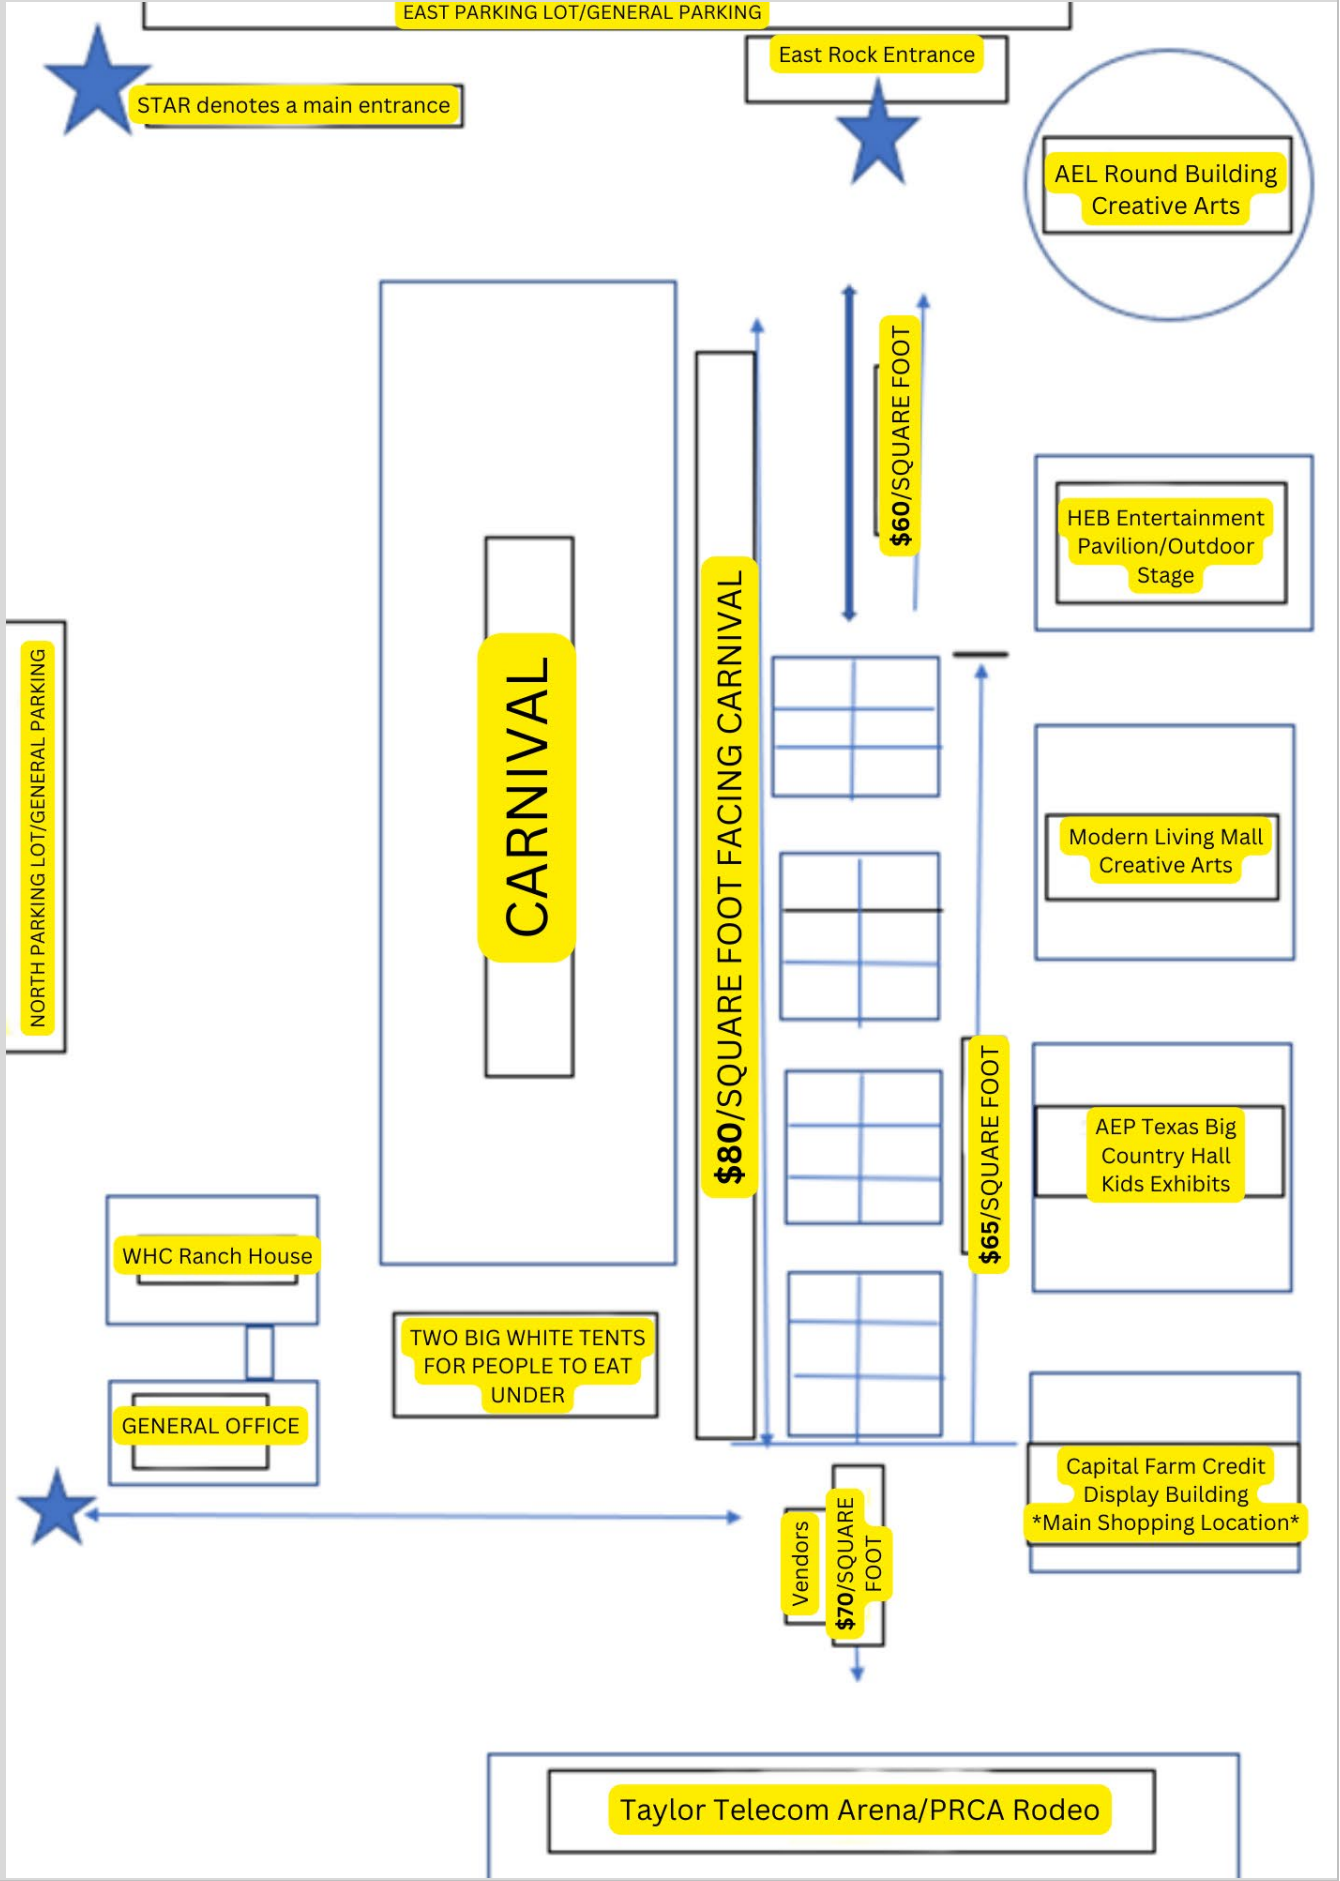 EAST PARKING LOT/GENERAL PARKING
East Rock Entrance
STAR denotes a main entrance
AEL Round Building
Creative Arts
$60/SQUARE FOOT
HEB Entertainment
Pavilion/Outdoor
Stage
CARNIVAL
$80/SQUARE FOOT FACING CARNIVAL
NORTH PARKING LOT/GENERAL PARKING
Modern Living Mall
Creative Arts
$65/SQUARE FOOT
AEP Texas Big
Country Hall
Kids Exhibits
WHC Ranch House
TWO BIG WHITE TENTS
FOR PEOPLE TO EAT
UNDER
GENERAL OFFICE
Capital Farm Credit
Display Building
*Main Shopping Location*
Vendors
$70/SQUARE
FOOT
Taylor Telecom Arena/PRCA Rodeo